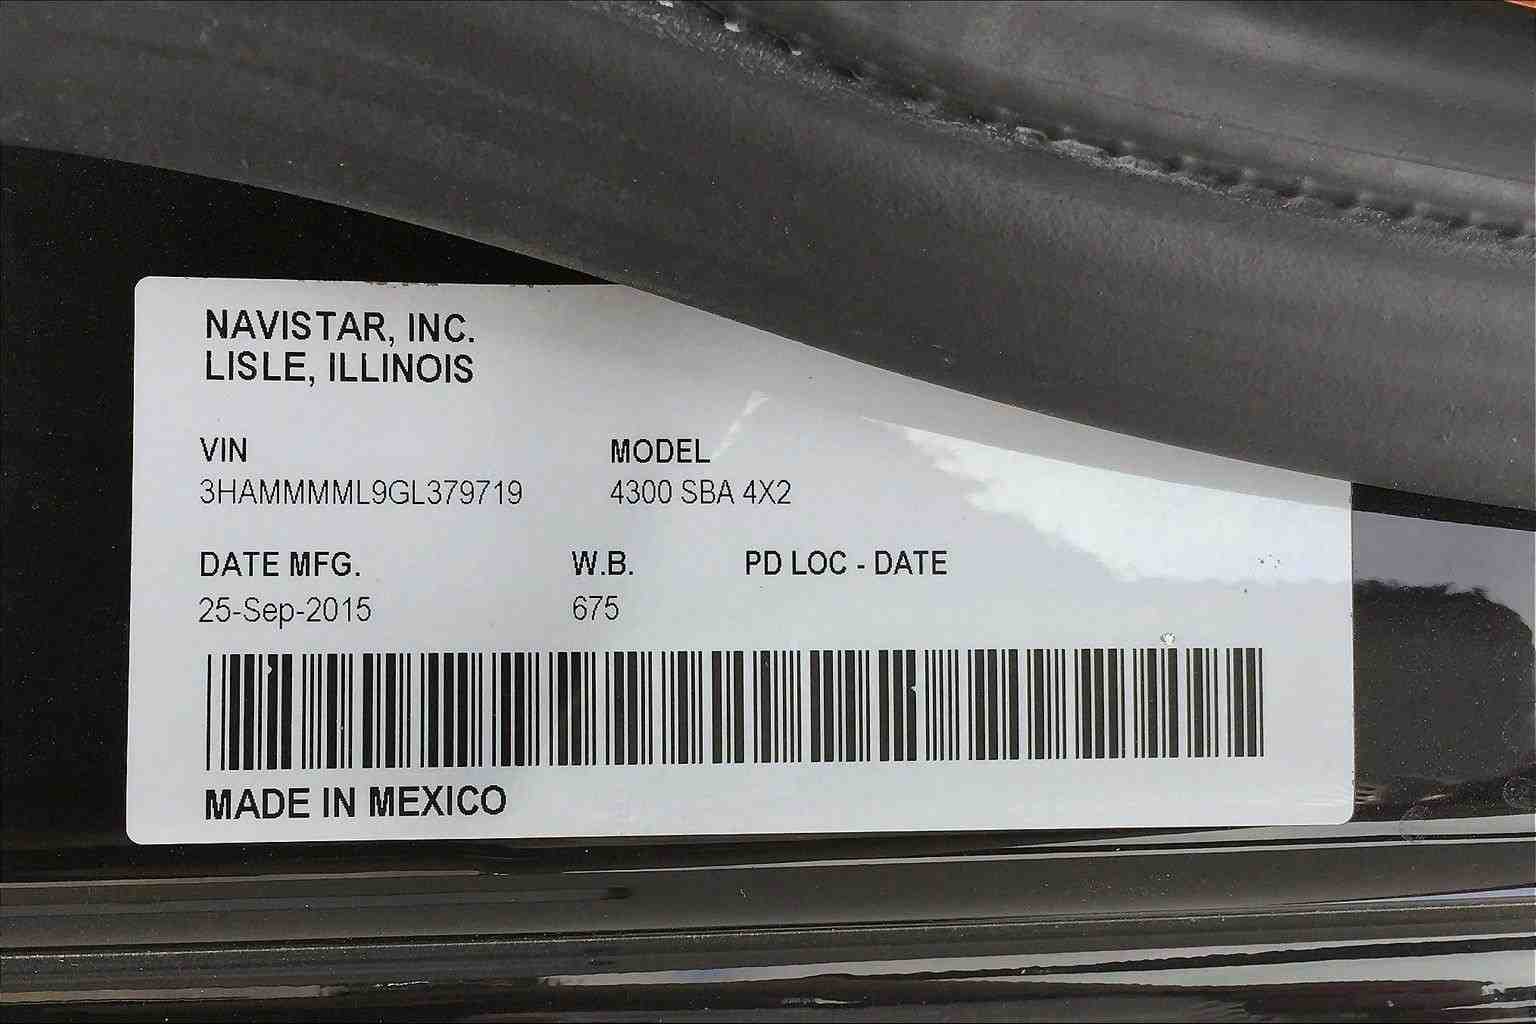 NAVISTAR, INC.
LISLE, ILLINOIS
VIN MODEL
3HAMMMML9GL379719 4300 SBA 4X2
DATE MFG. W.B. PD LOC - DATE
25-Sep-2015 675
MADE IN MEXICO